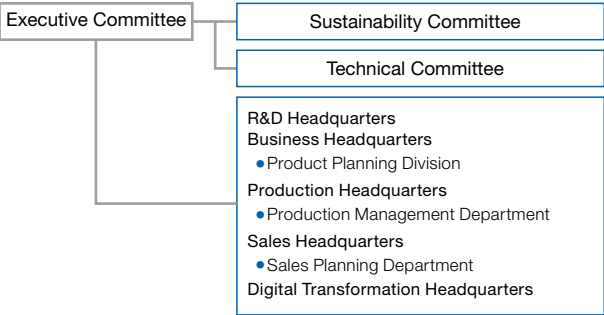 Executive Committee
Sustainability Committee
Technical Committee
R&D Headquarters
Business Headquarters
●Product Planning Division
Production Headquarters
●Production Management Department
Sales Headquarters
●Sales Planning Department
Digital Transformation Headquarters